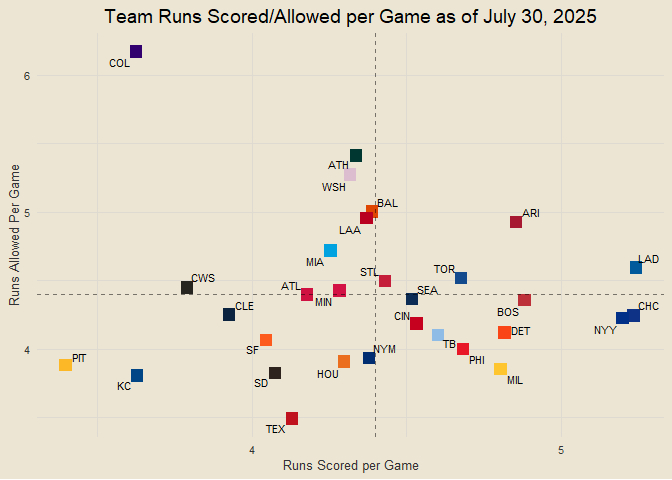 Team Runs Scored/Allowed per Game as of July 30, 2025
COL
6
ATH
WSH
BAL
5
ARI
LAA
MIA
LAD
TOR
STL
CWS
ATL
SEA
MIN
CLE
CHC
BOS
CIN
NYY
DET
TB
SF
NYM
4
PIT
PHI
HOU
MIL
SD
KC
TEX
4
5
Runs Scored per Game
Runs Allowed Per Game